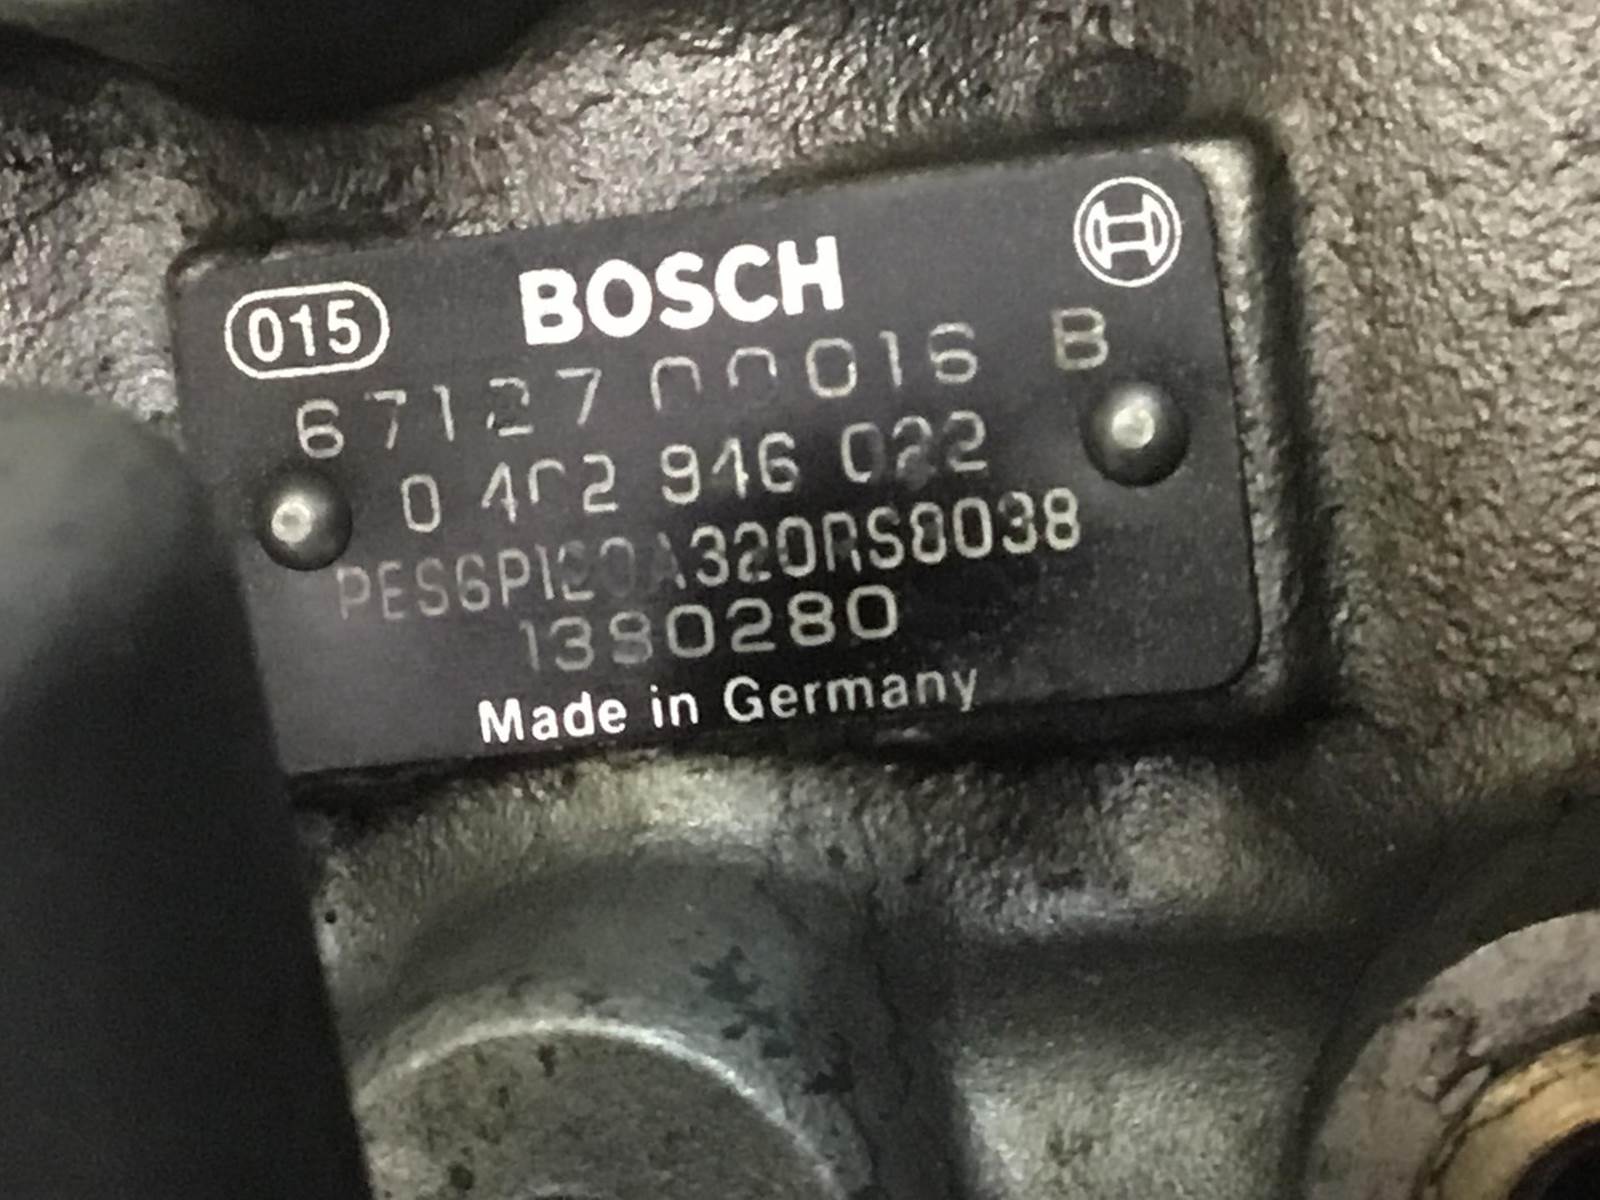 015 BOSCH
67127 00016 B
0 402 946 022
PES6P120A320RS8038
1380280
Made in Germany